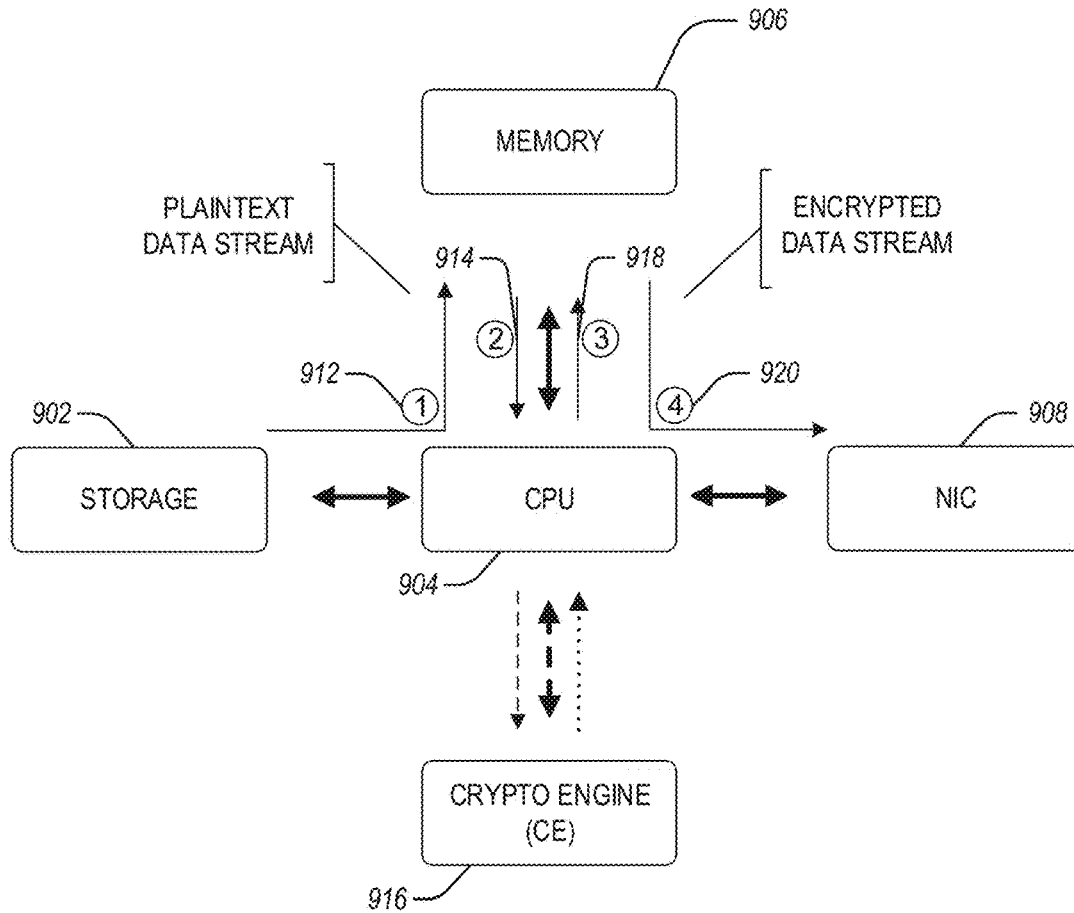 906
MEMORY
PLAINTEXT
DATA STREAM
ENCRYPTED
DATA STREAM
914
918
2
3
912
1
4
920
902
908
STORAGE
CPU
NIC
904
CRYPTO ENGINE
(CE)
916